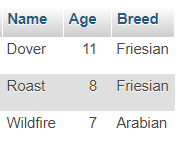 Name Age Breed
Dover 11 Friesian
Roast 8 Friesian
Wildfire 7 Arabian